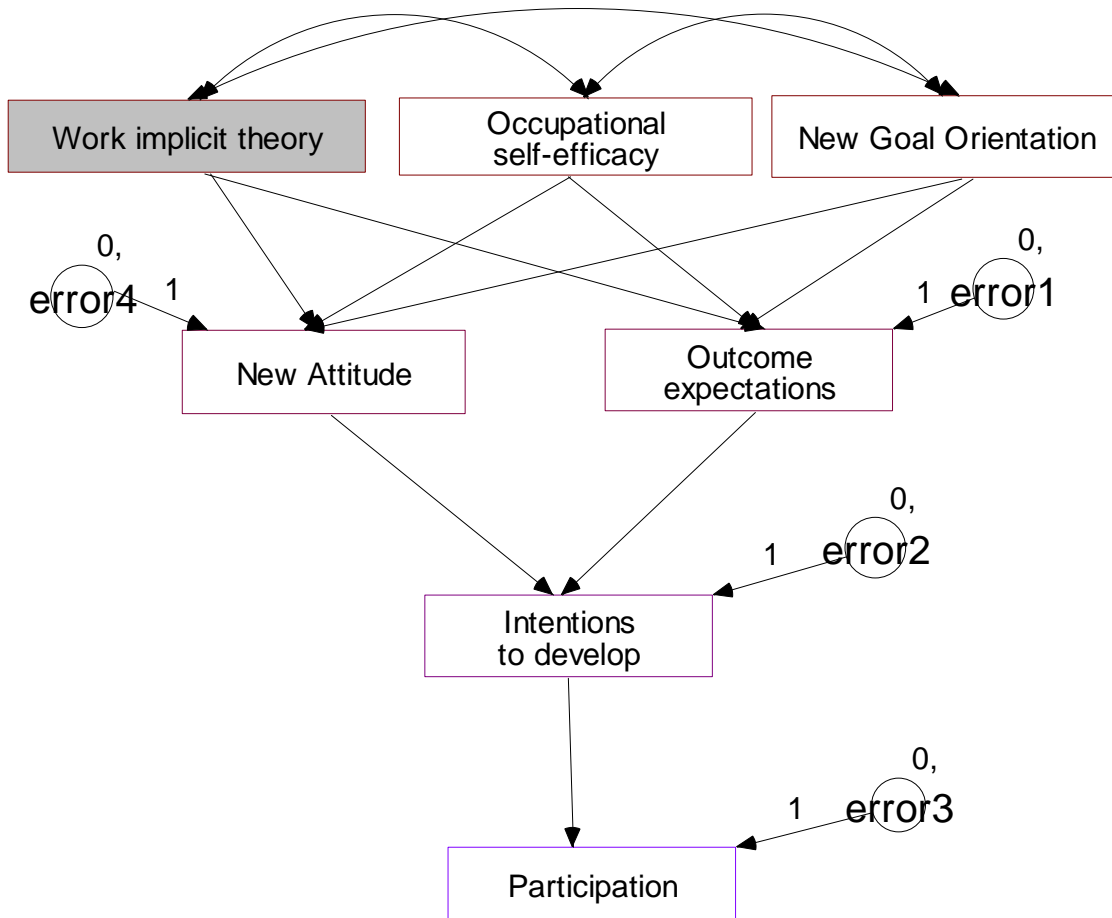 Work implicit theory
Occupational
self-efficacy
New Goal Orientation
0,
error4
1
0,
error1
1
New Attitude
Outcome
expectations
0,
error2
1
Intentions
to develop
0,
error3
1
Participation